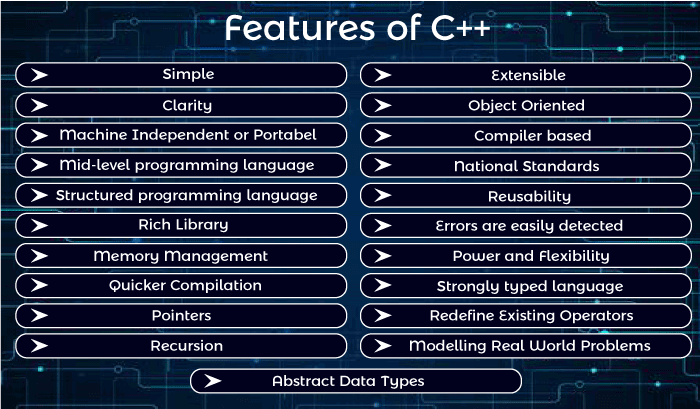 Features of C++
Simple
Clarity
Machine Independent or Portabel
Mid-level programming language
Structured programming language
Rich Library
Memory Management
Quicker Compilation
Pointers
Recursion
Extensible
Object Oriented
Compiler based
National Standards
Reusability
Errors are easily detected
Power and Flexibility
Strongly typed language
Redefine Existing Operators
Modelling Real World Problems
Abstract Data Types